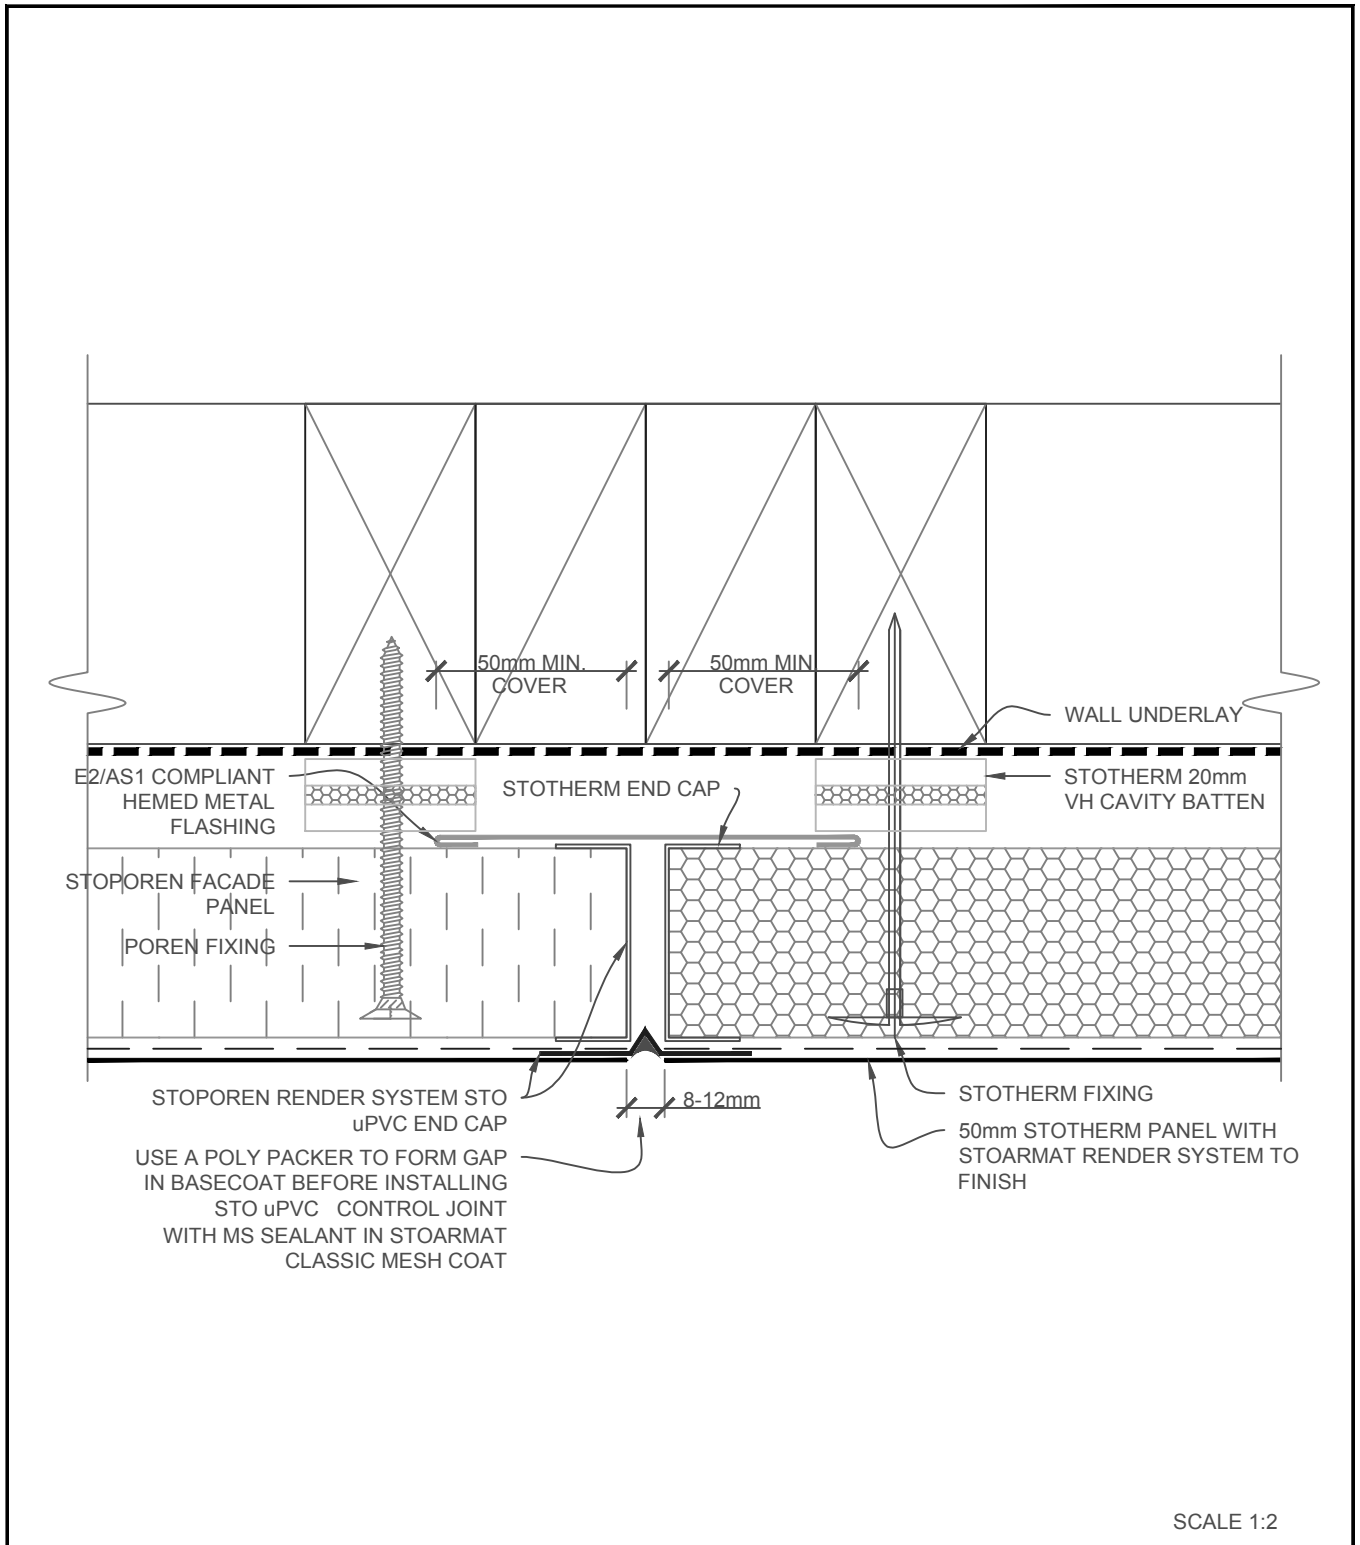 50mm MIN.
COVER
50mm MIN.
COVER
WALL UNDERLAY
E2/AS1 COMPLIANT
HEMED METAL
FLASHING
STOTHERM END CAP
STOTHERM 20mm
VH CAVITY BATTEN
STOPOREN FACADE
PANEL
POREN FIXING
STOPOREN RENDER SYSTEM STO
uPVC END CAP
8-12mm
USE A POLY PACKER TO FORM GAP
IN BASECOAT BEFORE INSTALLING
STO uPVC CONTROL JOINT
WITH MS SEALANT IN STOARMAT
CLASSIC MESH COAT
STOTHERM FIXING
50mm STOTHERM PANEL WITH
STOARMAT RENDER SYSTEM TO
FINISH
SCALE 1:2